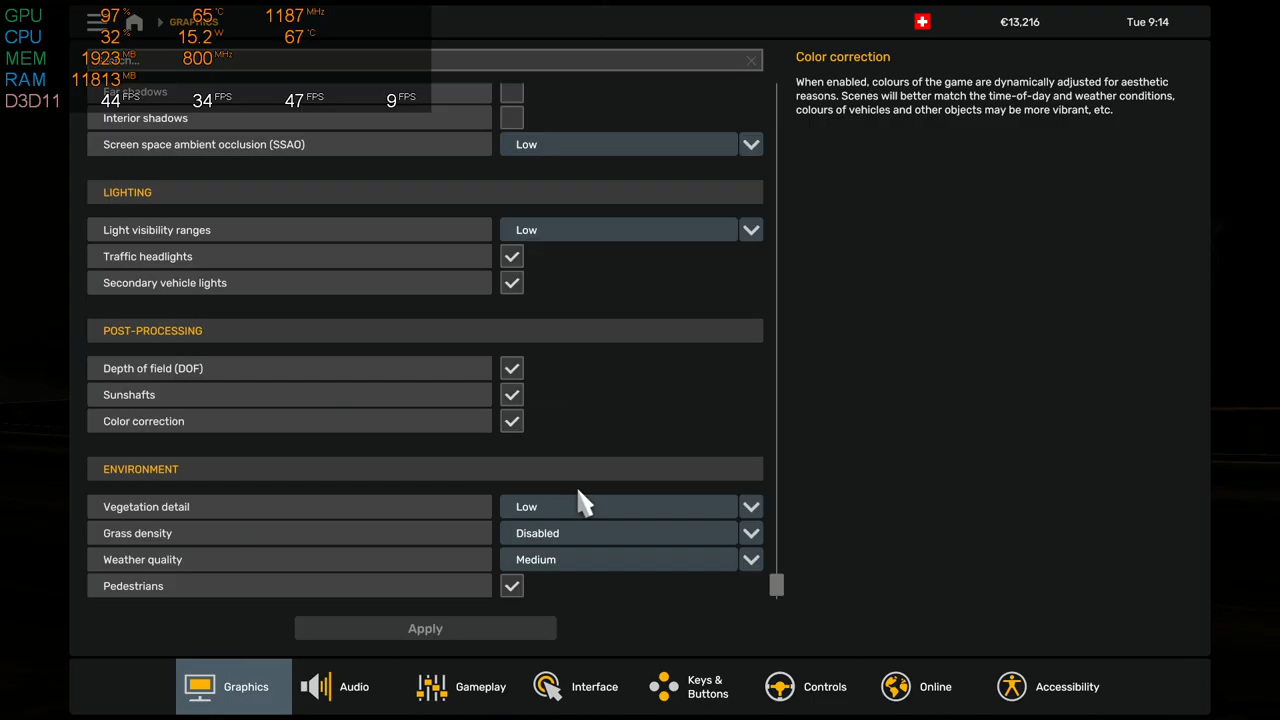 GPU 97 % 65 °C 1187 MHz
CPU 32 % 15.2 W 67 °C
MEM 1923 MB 800 MHz
RAM 11813 MB
D3D11 44 FPS 34 FPS 47 FPS 9 FPS
GRAPHICS
€13,216
Tue 9:14
Far shadows
Interior shadows
Screen space ambient occlusion (SSAO) Low
LIGHTING
Light visibility ranges Low
Traffic headlights
Secondary vehicle lights
POST-PROCESSING
Depth of field (DOF)
Sunshafts
Color correction
ENVIRONMENT
Vegetation detail Low
Grass density Disabled
Weather quality Medium
Pedestrians
Apply
Color correction
When enabled, colours of the game are dynamically adjusted for aesthetic
reasons. Scenes will better match the time-of-day and weather conditions,
colours of vehicles and other objects may be more vibrant, etc.
Graphics
Audio
Gameplay
Interface
Keys &
Buttons
Controls
Online
Accessibility